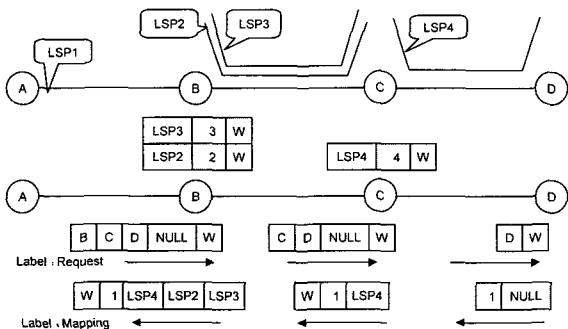 LSP2 LSP3 LSP4
LSP1
A B C D
LSP3 3 W
LSP2 2 W LSP4 4 W
A B C D
B C D NULL W C D NULL W D W
Label , Request
W 1 LSP4 LSP2 LSP3 W 1 LSP4 1 NULL
Label , Mapping